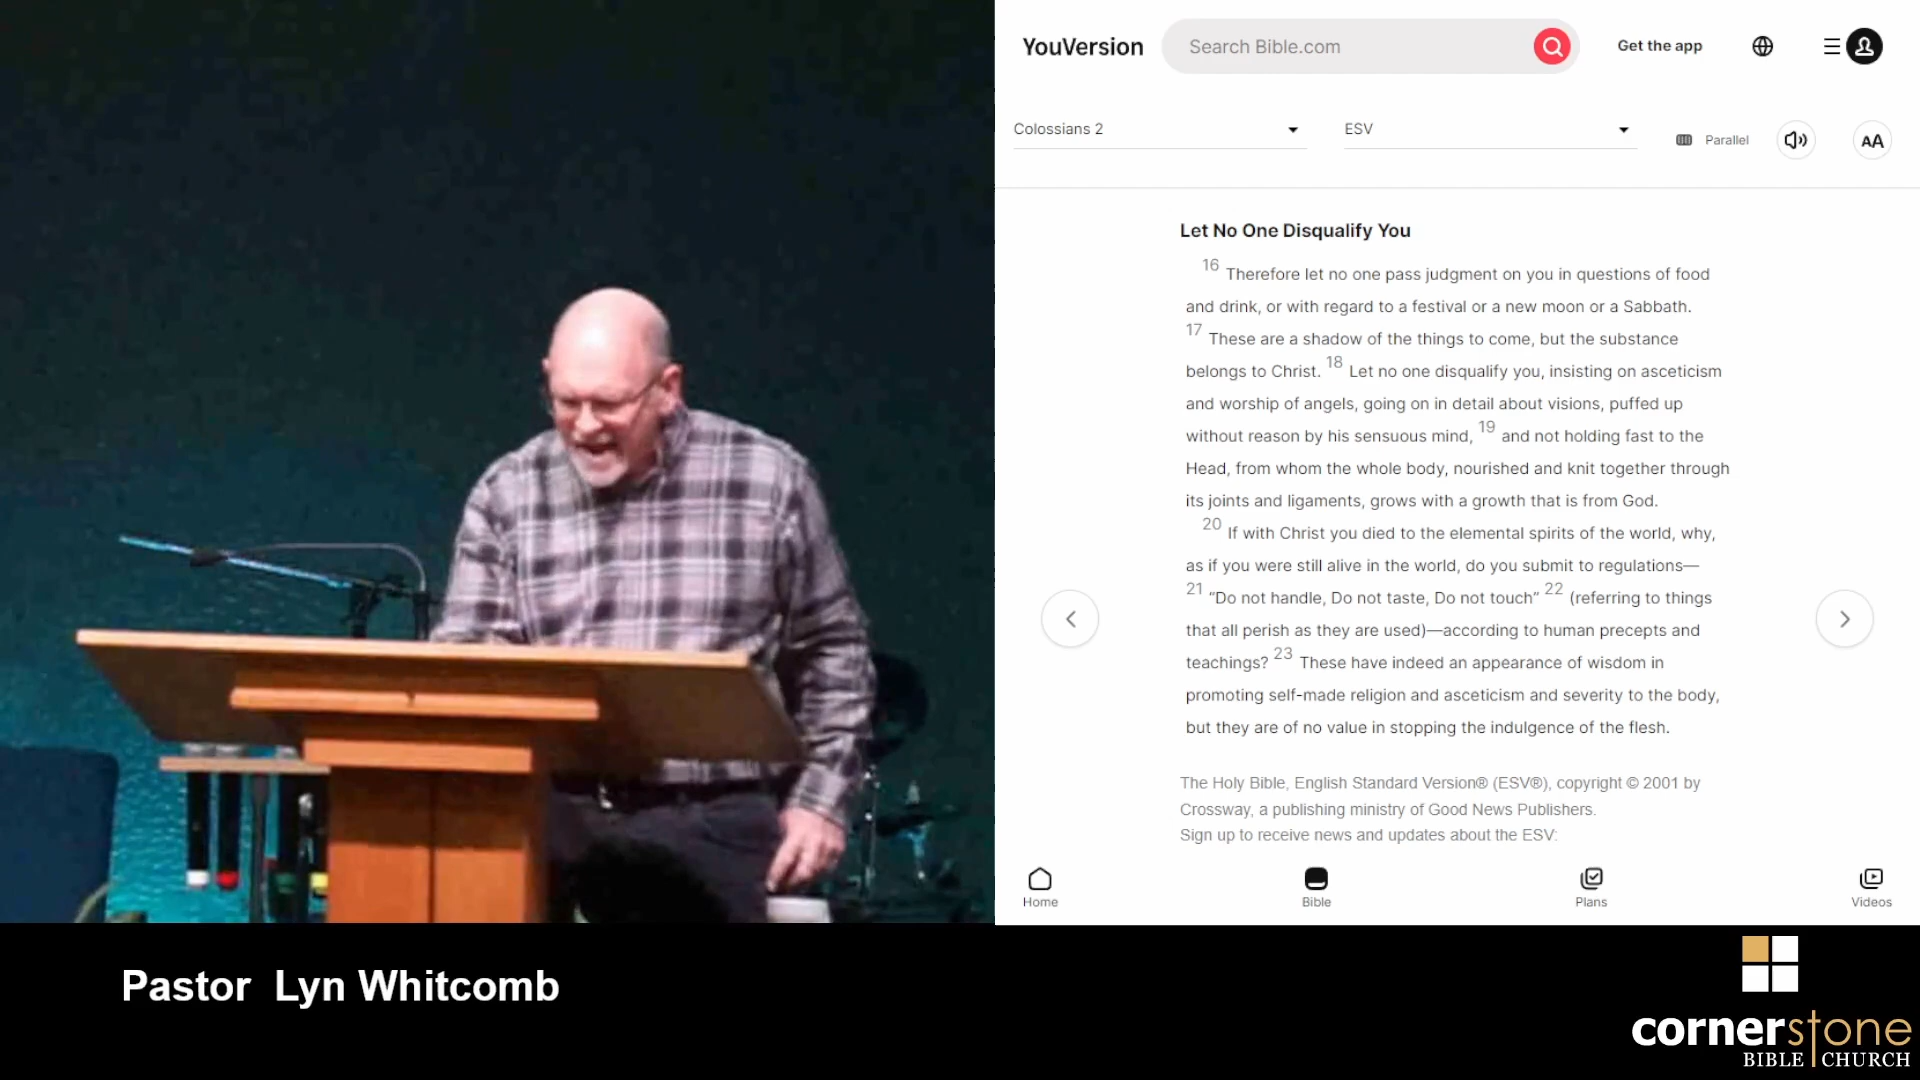 YouVersion
Search Bible.com
Get the app
Colossians 2
ESV
Parallel
AA
Let No One Disqualify You
16 Therefore let no one pass judgment on you in questions of food
and drink, or with regard to a festival or a new moon or a Sabbath.
17 These are a shadow of the things to come, but the substance
belongs to Christ. 18 Let no one disqualify you, insisting on asceticism
and worship of angels, going on in detail about visions, puffed up
without reason by his sensuous mind, 19 and not holding fast to the
Head, from whom the whole body, nourished and knit together through
its joints and ligaments, grows with a growth that is from God.
20 If with Christ you died to the elemental spirits of the world, why,
as if you were still alive in the world, do you submit to regulations—
21 “Do not handle, Do not taste, Do not touch” 22 (referring to things
that all perish as they are used)—according to human precepts and
teachings? 23 These have indeed an appearance of wisdom in
promoting self-made religion and asceticism and severity to the body,
but they are of no value in stopping the indulgence of the flesh.
The Holy Bible, English Standard Version® (ESV®), copyright © 2001 by
Crossway, a publishing ministry of Good News Publishers.
Sign up to receive news and updates about the ESV:
Home
Bible
Plans
Videos
Pastor Lyn Whitcomb
cornerstone
BIBLE CHURCH